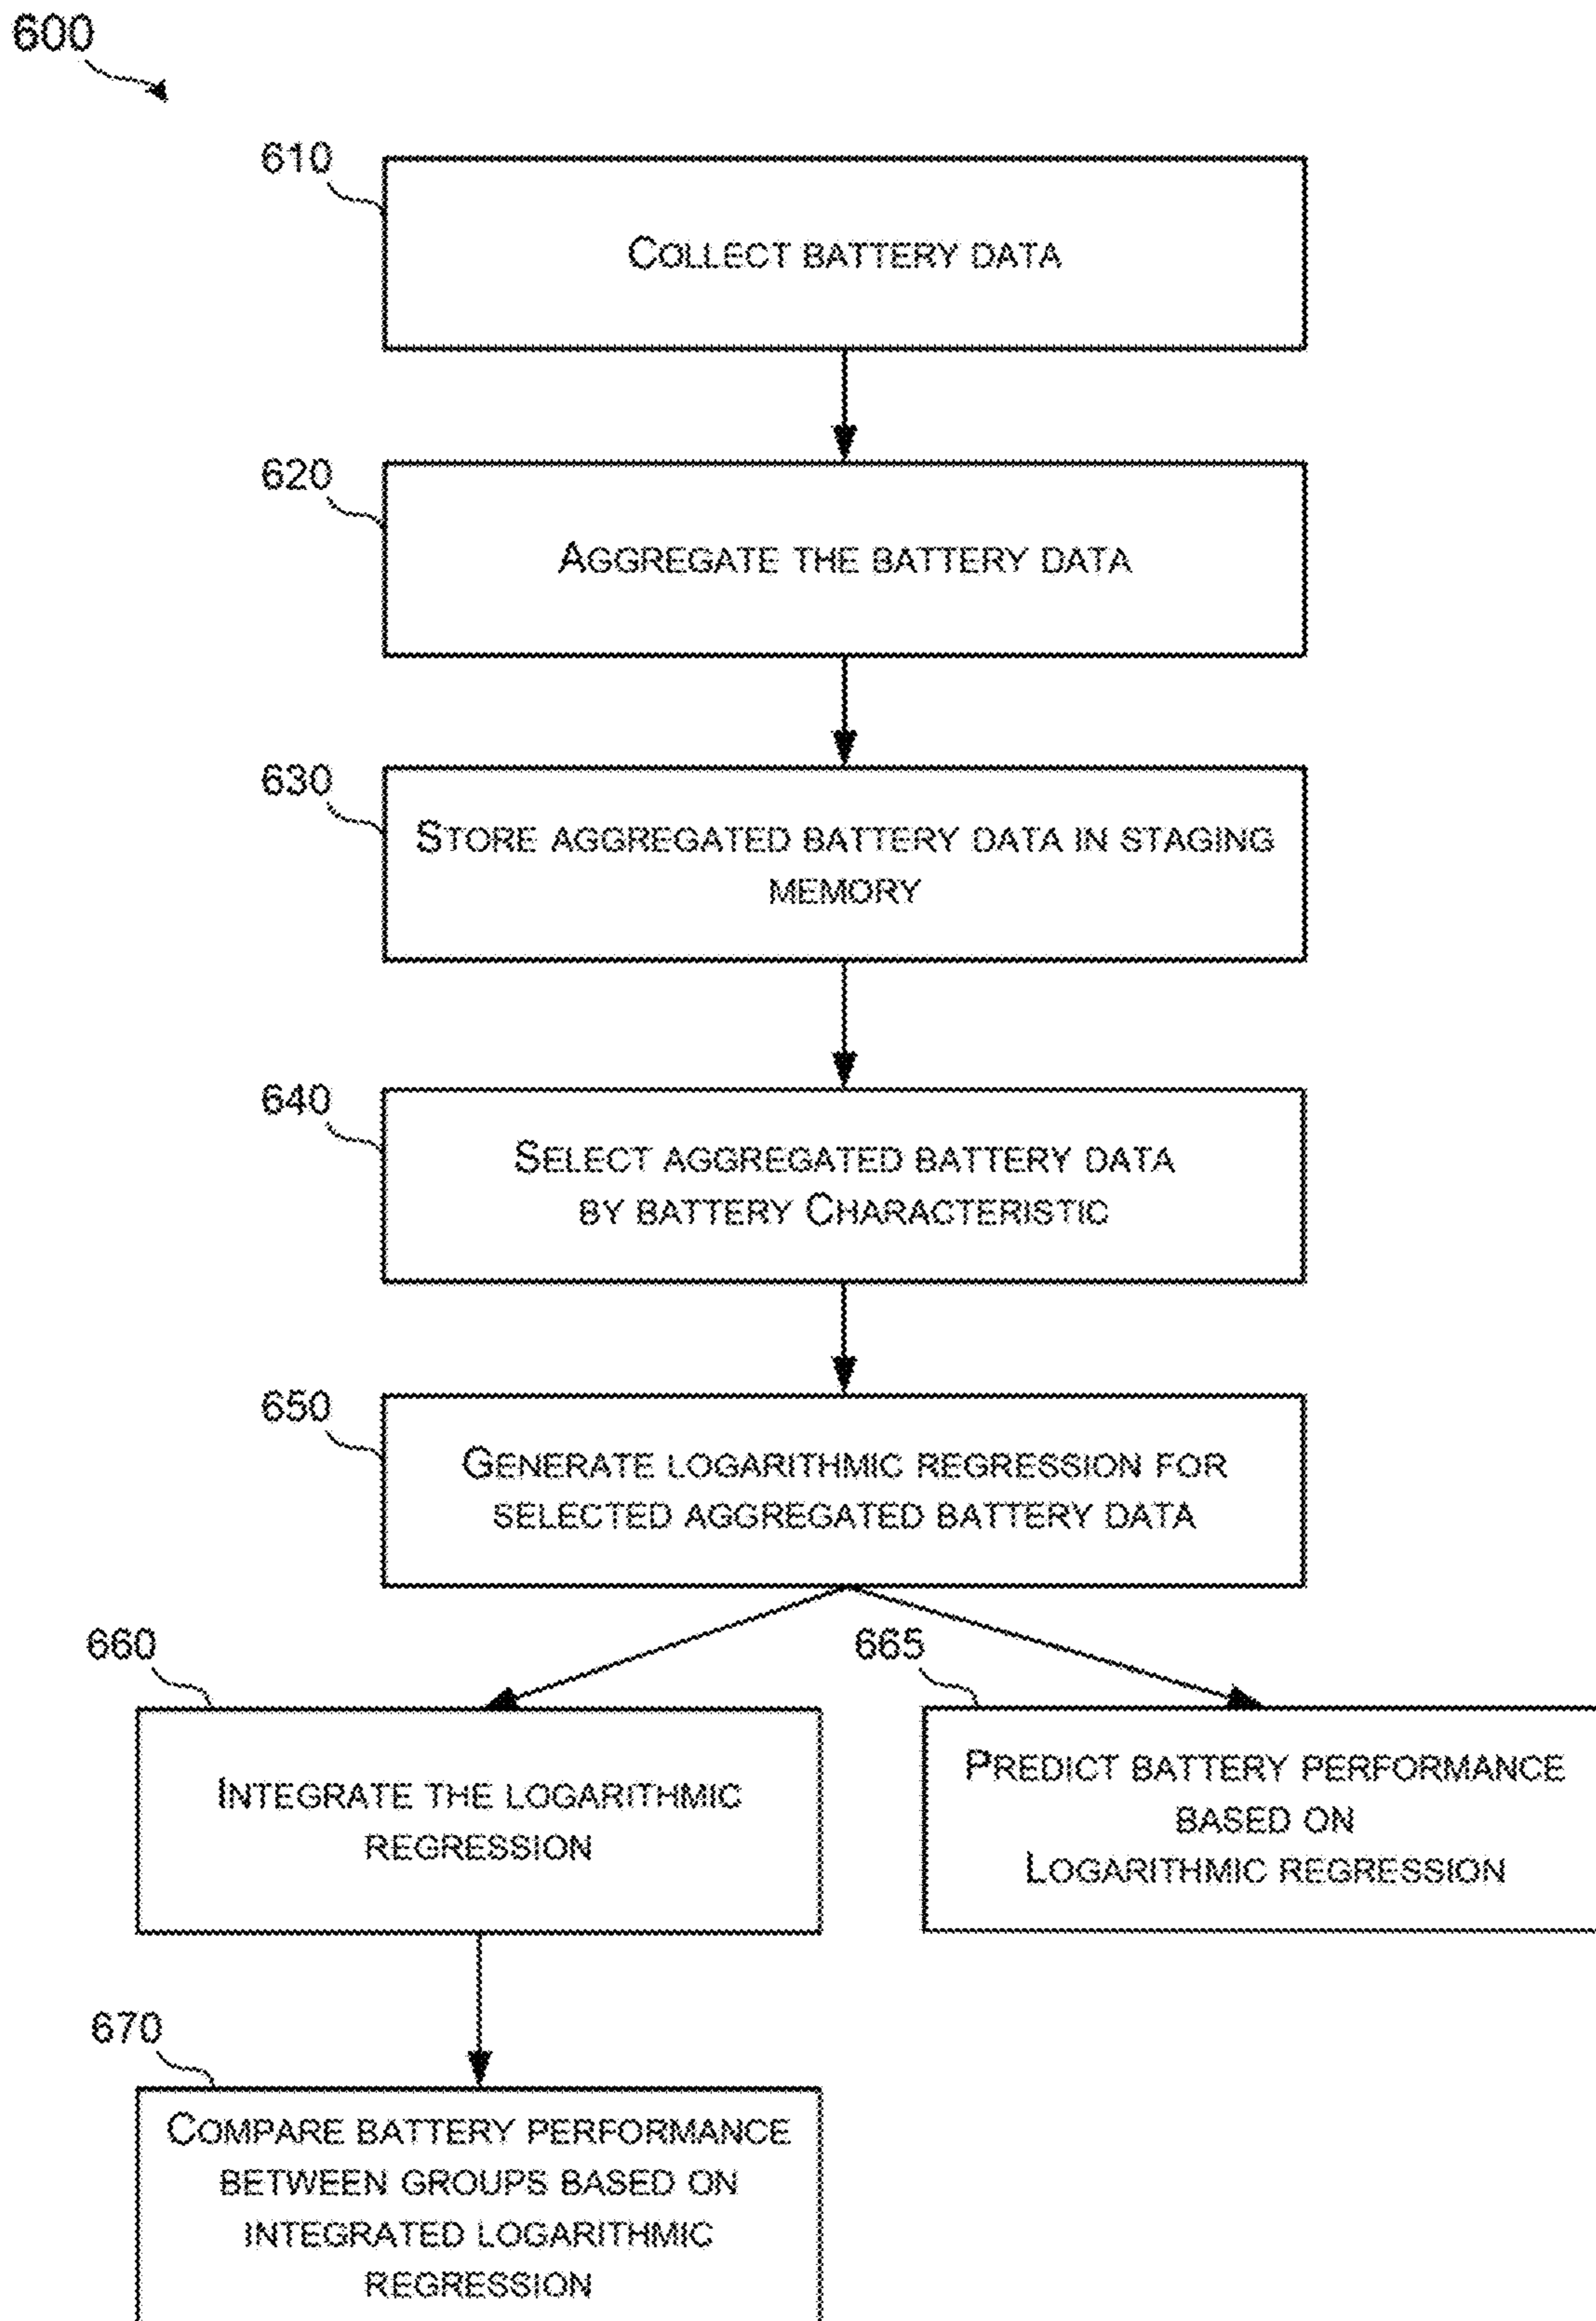 600
610
COLLECT BATTERY DATA
620
AGGREGATE THE BATTERY DATA
630
STORE AGGREGATED BATTERY DATA IN STAGING
MEMORY
640
SELECT AGGREGATED BATTERY DATA
BY BATTERY CHARACTERISTIC
650
GENERATE LOGARITHMIC REGRESSION FOR
SELECTED AGGREGATED BATTERY DATA
660
INTEGRATE THE LOGARITHMIC
REGRESSION
665
PREDICT BATTERY PERFORMANCE
BASED ON
LOGARITHMIC REGRESSION
670
COMPARE BATTERY PERFORMANCE
BETWEEN GROUPS BASED ON
INTEGRATED LOGARITHMIC
REGRESSION